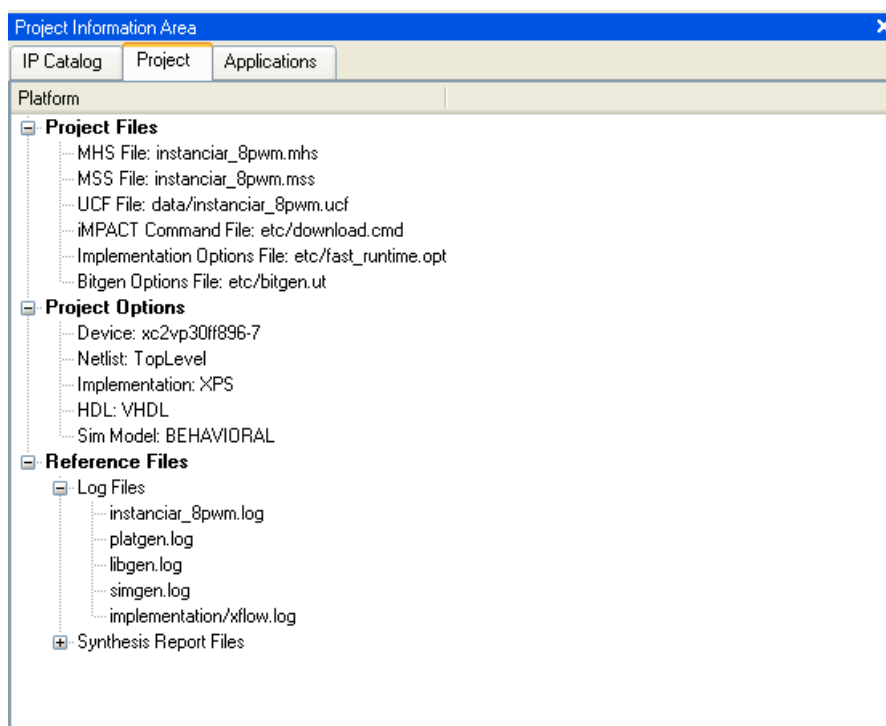 Project Information Area
IP Catalog Project Applications
Platform
Project Files
MHS File: instanciar_8pwm.mhs
MSS File: instanciar_8pwm.mss
UCF File: data/instanciar_8pwm.ucf
iMPACT Command File: etc/download.cmd
Implementation Options File: etc/fast_runtime.opt
Bitgen Options File: etc/bitgen.ut
Project Options
Device: xc2vp30ff896-7
Netlist: TopLevel
Implementation: XPS
HDL: VHDL
Sim Model: BEHAVIORAL
Reference Files
Log Files
instanciar_8pwm.log
platgen.log
libgen.log
simgen.log
implementation/xflow.log
Synthesis Report Files